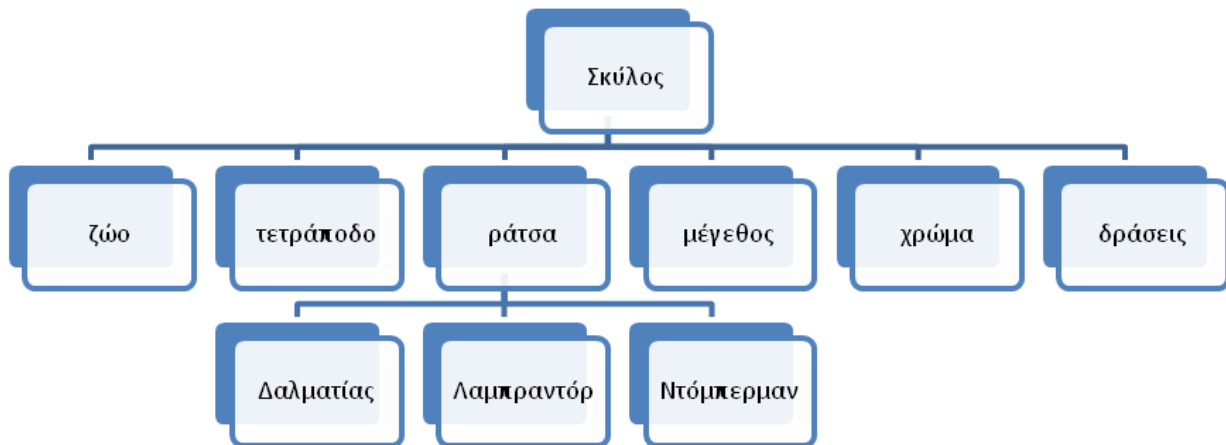 Σκύλος
ζώο
τετράποδο
ράτσα
μέγεθος
χρώμα
δράσεις
Δαλματίας
Λαμπραντόρ
Ντόμπερμαν